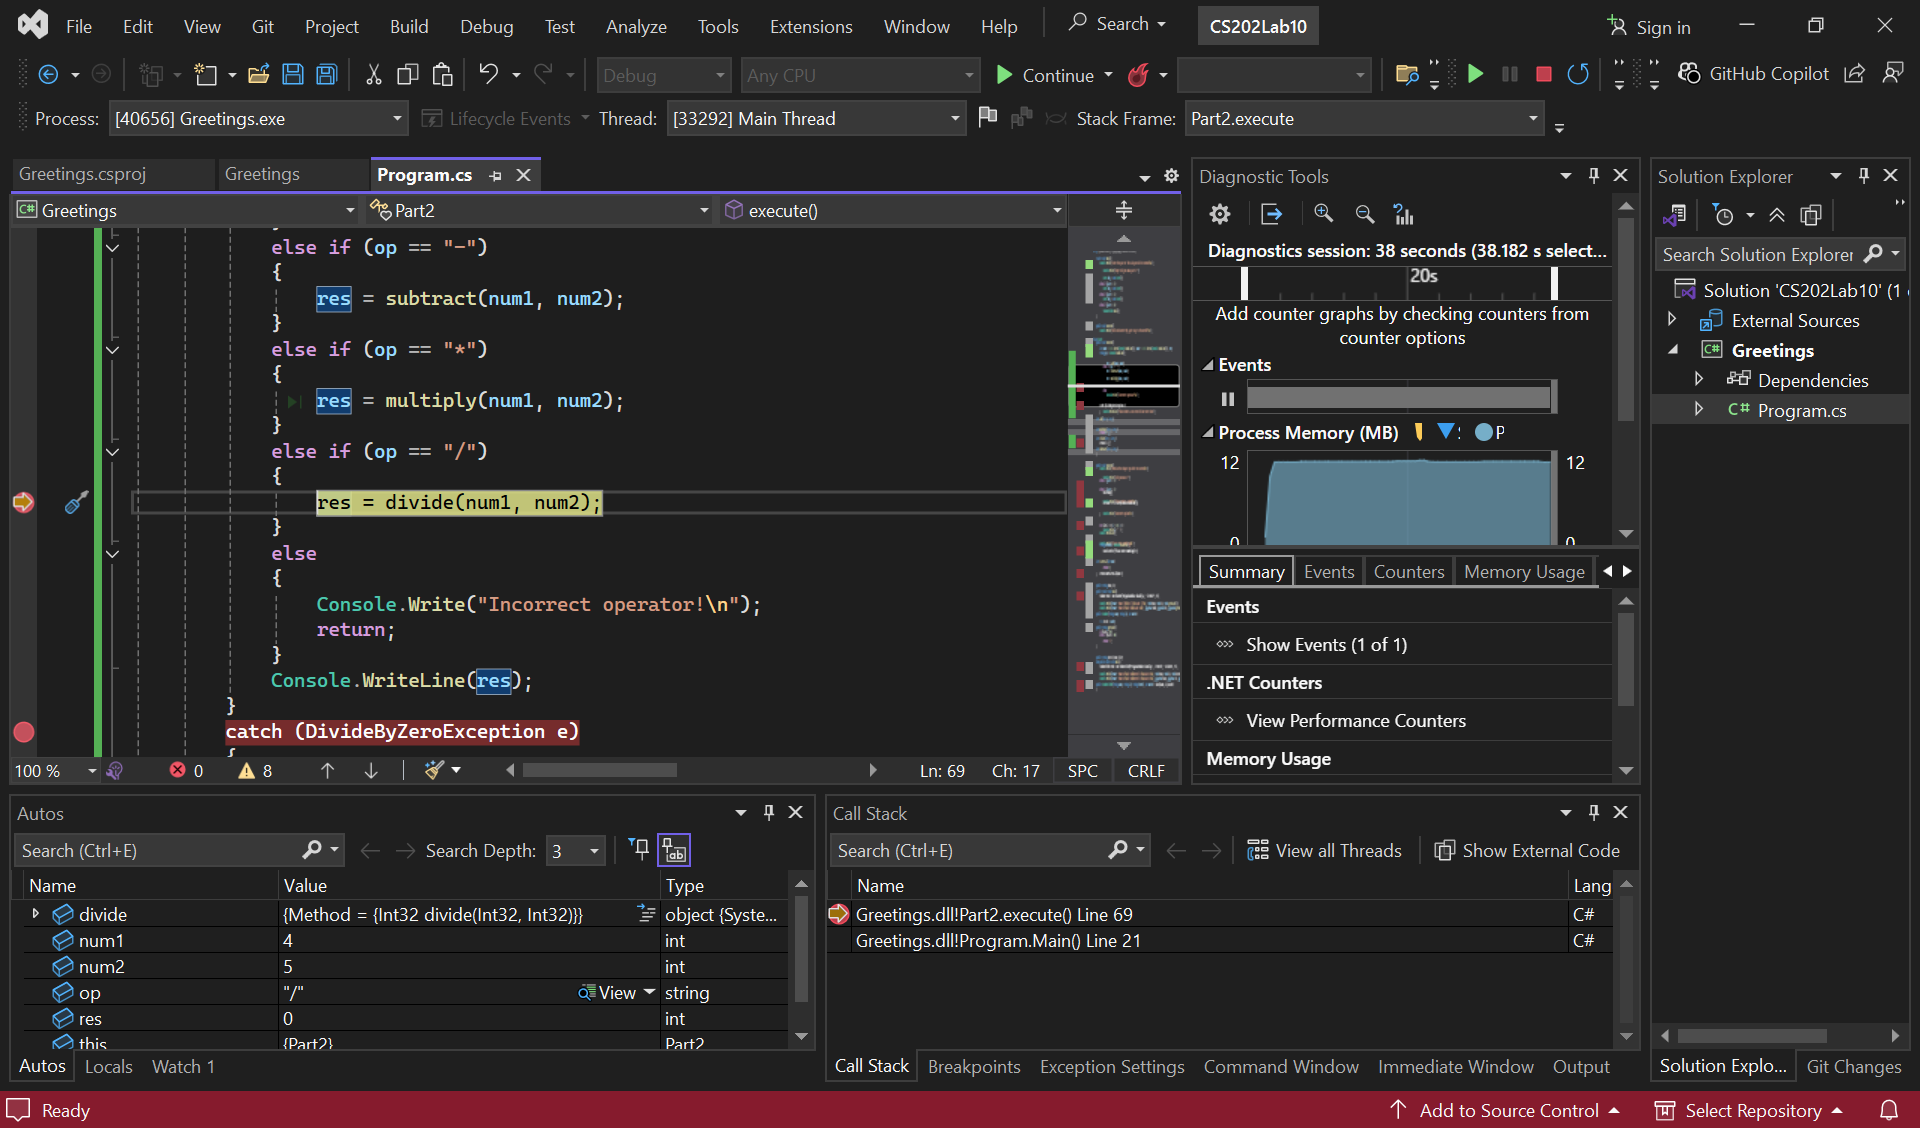 File Edit View Git Project Build Debug Test Analyze Tools Extensions Window Help Search CS202Lab10 Sign in
Debug Any CPU Continue GitHub Copilot
Process: [40656] Greetings.exe Lifecycle Events Thread: [33292] Main Thread Stack Frame: Part2.execute
Greetings.csproj Greetings Program.cs
C# Greetings Part2 execute()
else if (op == "-")
{
res = subtract(num1, num2);
}
else if (op == "*")
{
res = multiply(num1, num2);
}
else if (op == "/")
{
res = divide(num1, num2);
}
else
{
Console.Write("Incorrect operator!\n");
return;
}
Console.WriteLine(res);
}
catch (DivideByZeroException e)
{
100 % 0 8 Ln: 69 Ch: 17 SPC CRLF
Diagnostic Tools
Diagnostics session: 38 seconds (38.182 s select...
20s
Add counter graphs by checking counters from
counter options
Events
Process Memory (MB) P
12 12
0 0
Summary Events Counters Memory Usage
Events
Show Events (1 of 1)
.NET Counters
View Performance Counters
Memory Usage
Solution Explorer
Search Solution Explorer
Solution 'CS202Lab10' (1
External Sources
C# Greetings
Dependencies
C# Program.cs
Autos
Search (Ctrl+E) Search Depth: 3
Name Value Type
divide {Method = {Int32 divide(Int32, Int32)}} object {Syste...
num1 4 int
num2 5 int
op "/" View string
res 0 int
this {Part2} Part2
Autos Locals Watch 1
Call Stack
Search (Ctrl+E) View all Threads Show External Code
Name Lang
Greetings.dll!Part2.execute() Line 69 C#
Greetings.dll!Program.Main() Line 21 C#
Call Stack Breakpoints Exception Settings Command Window Immediate Window Output
Solution Explo... Git Changes
Ready Add to Source Control Select Repository